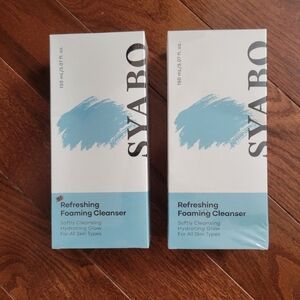 150 mL/5.07 fl. oz.
SYABO
Refreshing
Foaming Cleanser
Softly Cleansing
Hydrating Glow
For All Skin Types
150 mL/5.07 fl. oz.
SYABO
Refreshing
Foaming Cleanser
Softly Cleansing
Hydrating Glow
For All Skin Types